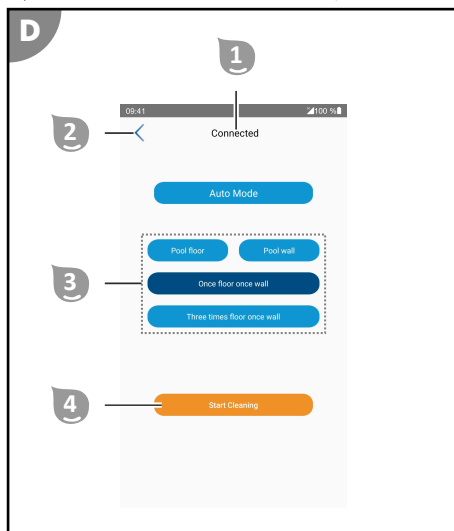 D
1
09:41 100 %
2
Connected
Auto Mode
Pool floor Pool wall
3
Once floor once wall
Three times floor once wall
4
Start Cleaning